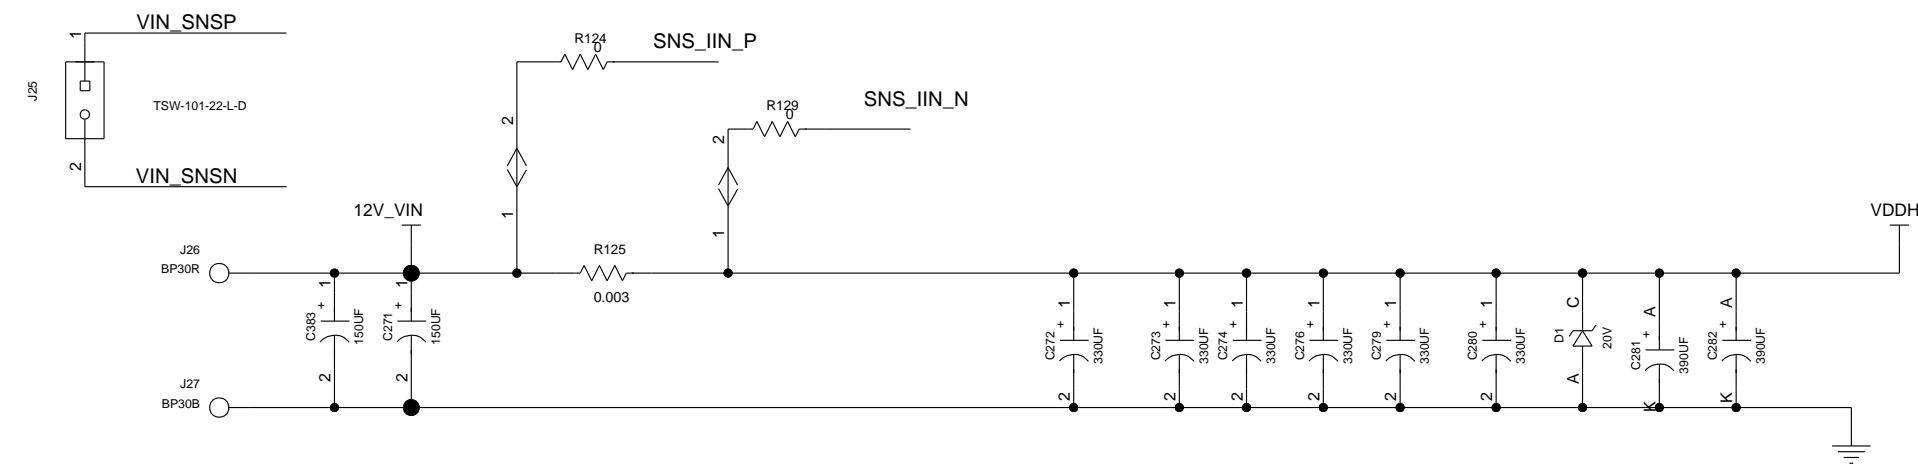 VIN_SNSP
1
J25
TSW-101-22-L-D
2
VIN_SNSN
R124
0
SNS_IIN_P
2
1
R129
0
SNS_IIN_N
2
1
12V_VIN
VDDH
J26
BP30R
R125
0.003
J27
BP30B
1
+
C383
150UF
2
1
+
C271
150UF
2
1
+
C272
330UF
2
1
+
C273
330UF
2
1
+
C274
330UF
2
1
+
C276
330UF
2
1
+
C279
330UF
2
1
+
C280
330UF
2
C
D1
20V
A
A
+
C281
390UF
K
A
+
C282
390UF
K